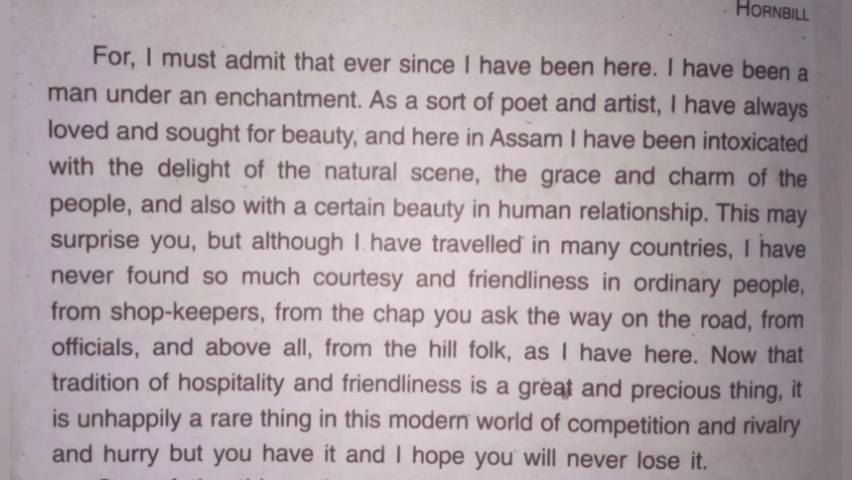 HORNBILL
For, I must admit that ever since I have been here. I have been a
man under an enchantment. As a sort of poet and artist, I have always
loved and sought for beauty, and here in Assam I have been intoxicated
with the delight of the natural scene, the grace and charm of the
people, and also with a certain beauty in human relationship. This may
surprise you, but although I have travelled in many countries, I have
never found so much courtesy and friendliness in ordinary people,
from shop-keepers, from the chap you ask the way on the road, from
officials, and above all, from the hill folk, as I have here. Now that
tradition of hospitality and friendliness is a great and precious thing, it
is unhappily a rare thing in this modern world of competition and rivalry
and hurry but you have it and I hope you will never lose it.